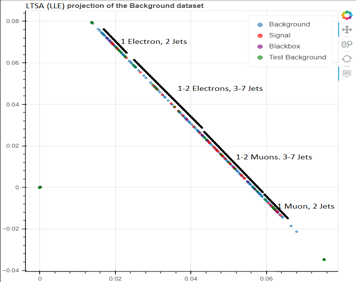 LTSA (LLE) projection of the Background dataset
Background
Signal
Blackbox
Test Background
1 Electron, 2 Jets
1-2 Electrons, 3-7 Jets
1-2 Muons. 3-7 Jets
1 Muon, 2 Jets
0.08
0.06
0.04
0.02
0
−0.02
−0.04
0
0.02
0.04
0.06